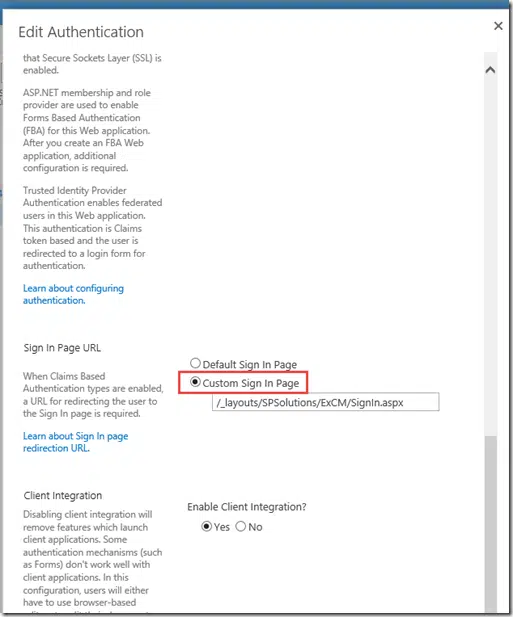 Edit Authentication
that Secure Sockets Layer (SSL) is
enabled.
ASP.NET membership and role
provider are used to enable
Forms Based Authentication
(FBA) for this Web application.
After you create an FBA Web
application, additional
configuration is required.
Trusted Identity Provider
Authentication enables federated
users in this Web application.
This authentication is Claims
token based and the user is
redirected to a login form for
authentication.
Learn about configuring
authentication.
Sign In Page URL
When Claims Based
Authentication types are enabled,
a URL for redirecting the user to
the Sign In page is required.
Learn about Sign In page
redirection URL.
Default Sign In Page
Custom Sign In Page
/_layouts/SPSolutions/ExCM/SignIn.aspx
Client Integration
Disabling client integration will
remove features which launch
client applications. Some
authentication mechanisms (such
as Forms) don't work well with
client applications. In this
configuration, users will either
have to use browser-based
Enable Client Integration?
Yes No